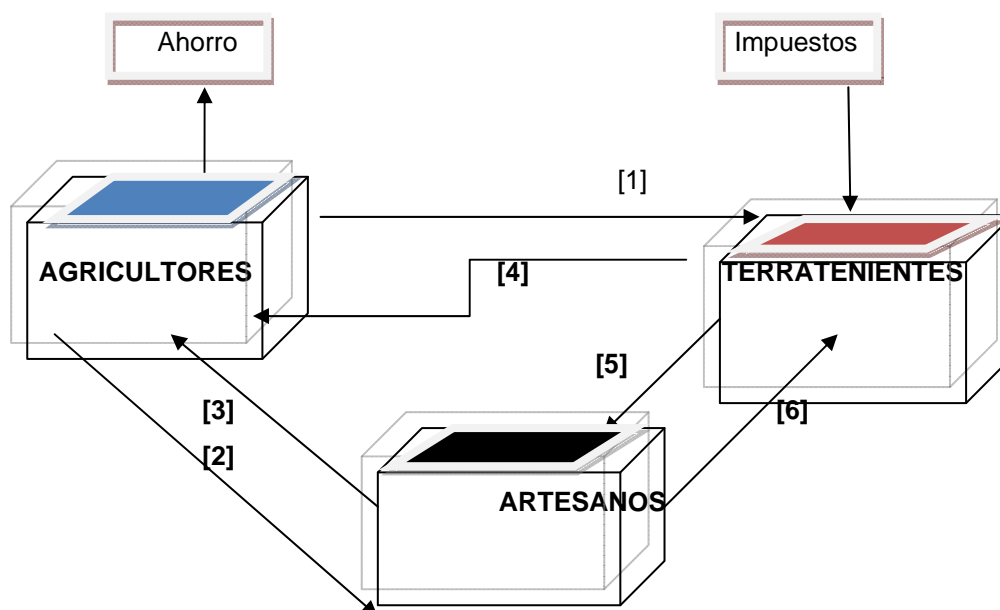 Ahorro
Impuestos
[1]
AGRICULTORES
[4]
TERRATENIENTES
[5]
[3]
[6]
[2]
ARTESANOS